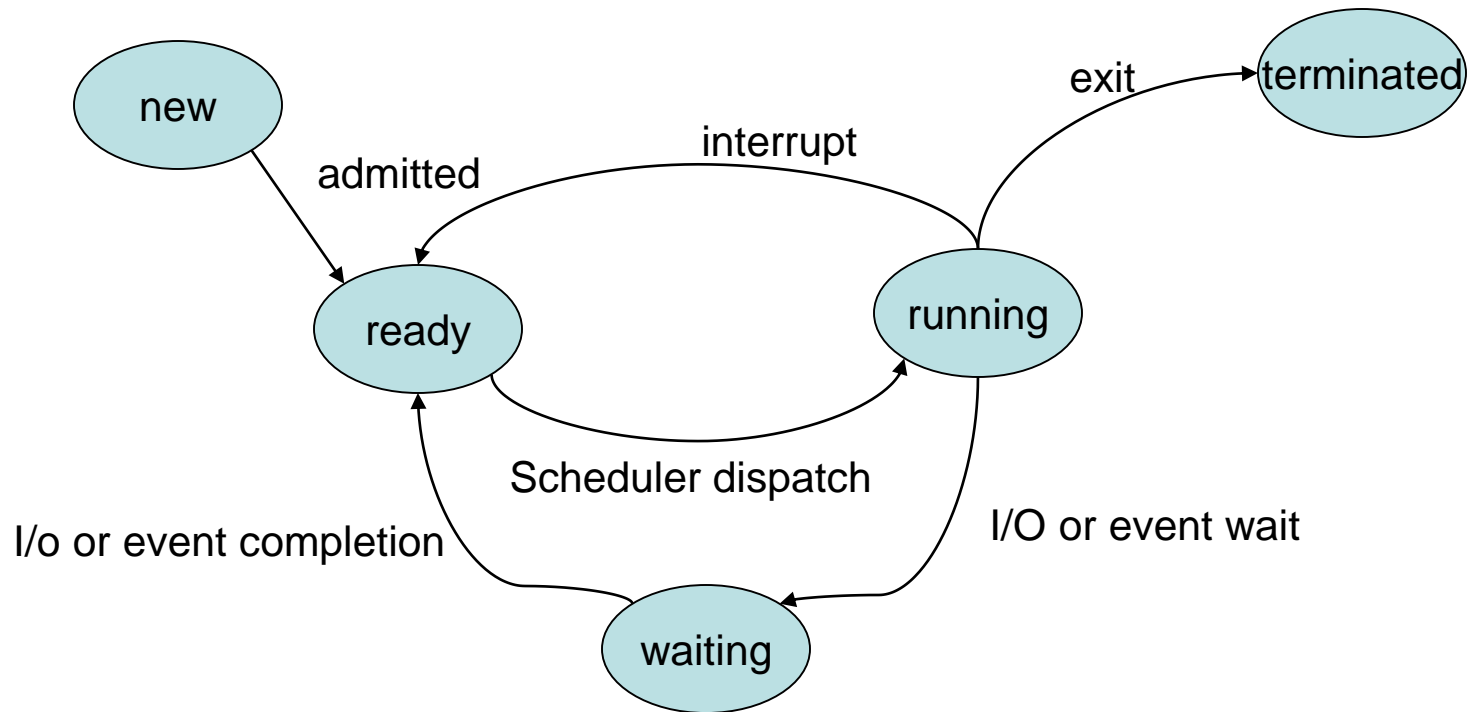 new
admitted
interrupt
exit
terminated
ready
running
Scheduler dispatch
I/o or event completion
I/O or event wait
waiting